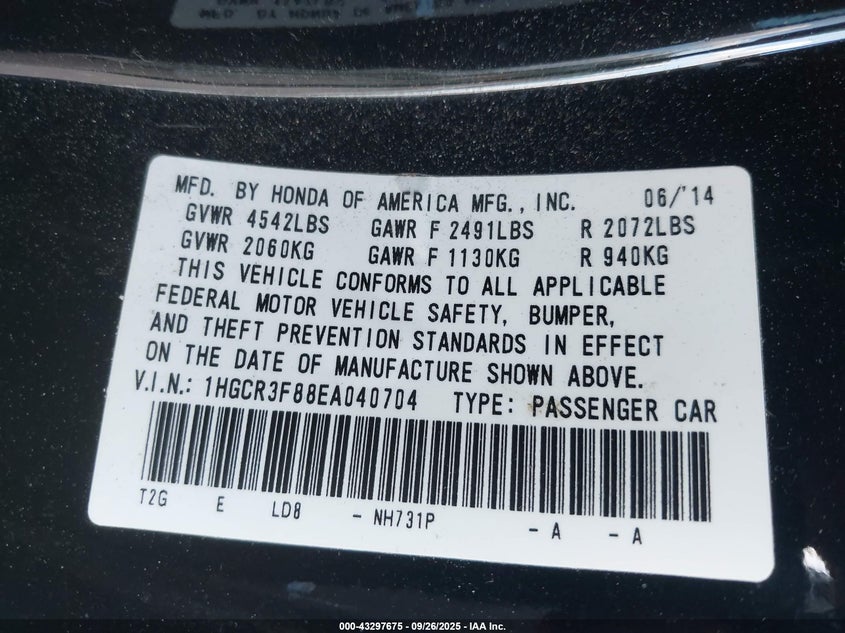 MFD. BY HONDA OF AMERICA MFG., INC. 06/'14
GVWR 4542LBS GAWR F 2491LBS R 2072LBS
GVWR 2060KG GAWR F 1130KG R 940KG
THIS VEHICLE CONFORMS TO ALL APPLICABLE
FEDERAL MOTOR VEHICLE SAFETY, BUMPER,
AND THEFT PREVENTION STANDARDS IN EFFECT
ON THE DATE OF MANUFACTURE SHOWN ABOVE.
V.I.N.: 1HGCR3F88EA040704 TYPE: PASSENGER CAR
T2G E LD8 - NH731P - A - A
000-43297675 - 09/26/2025 - IAA Inc.